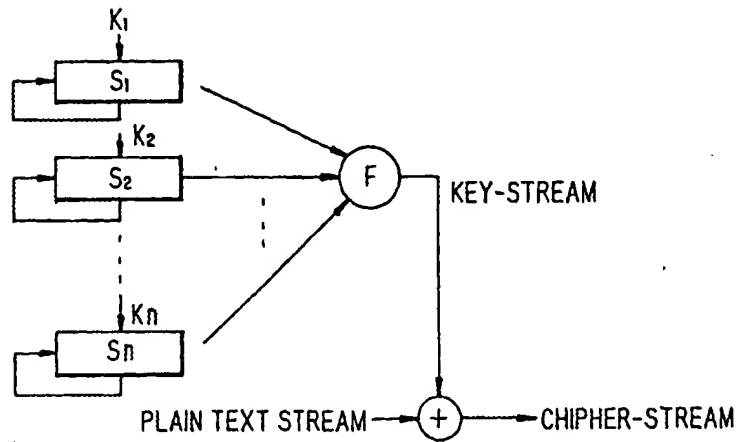 K₁
S₁
K₂
S₂
F
KEY-STREAM
Kn
Sn
PLAIN TEXT STREAM + CHIPHER-STREAM